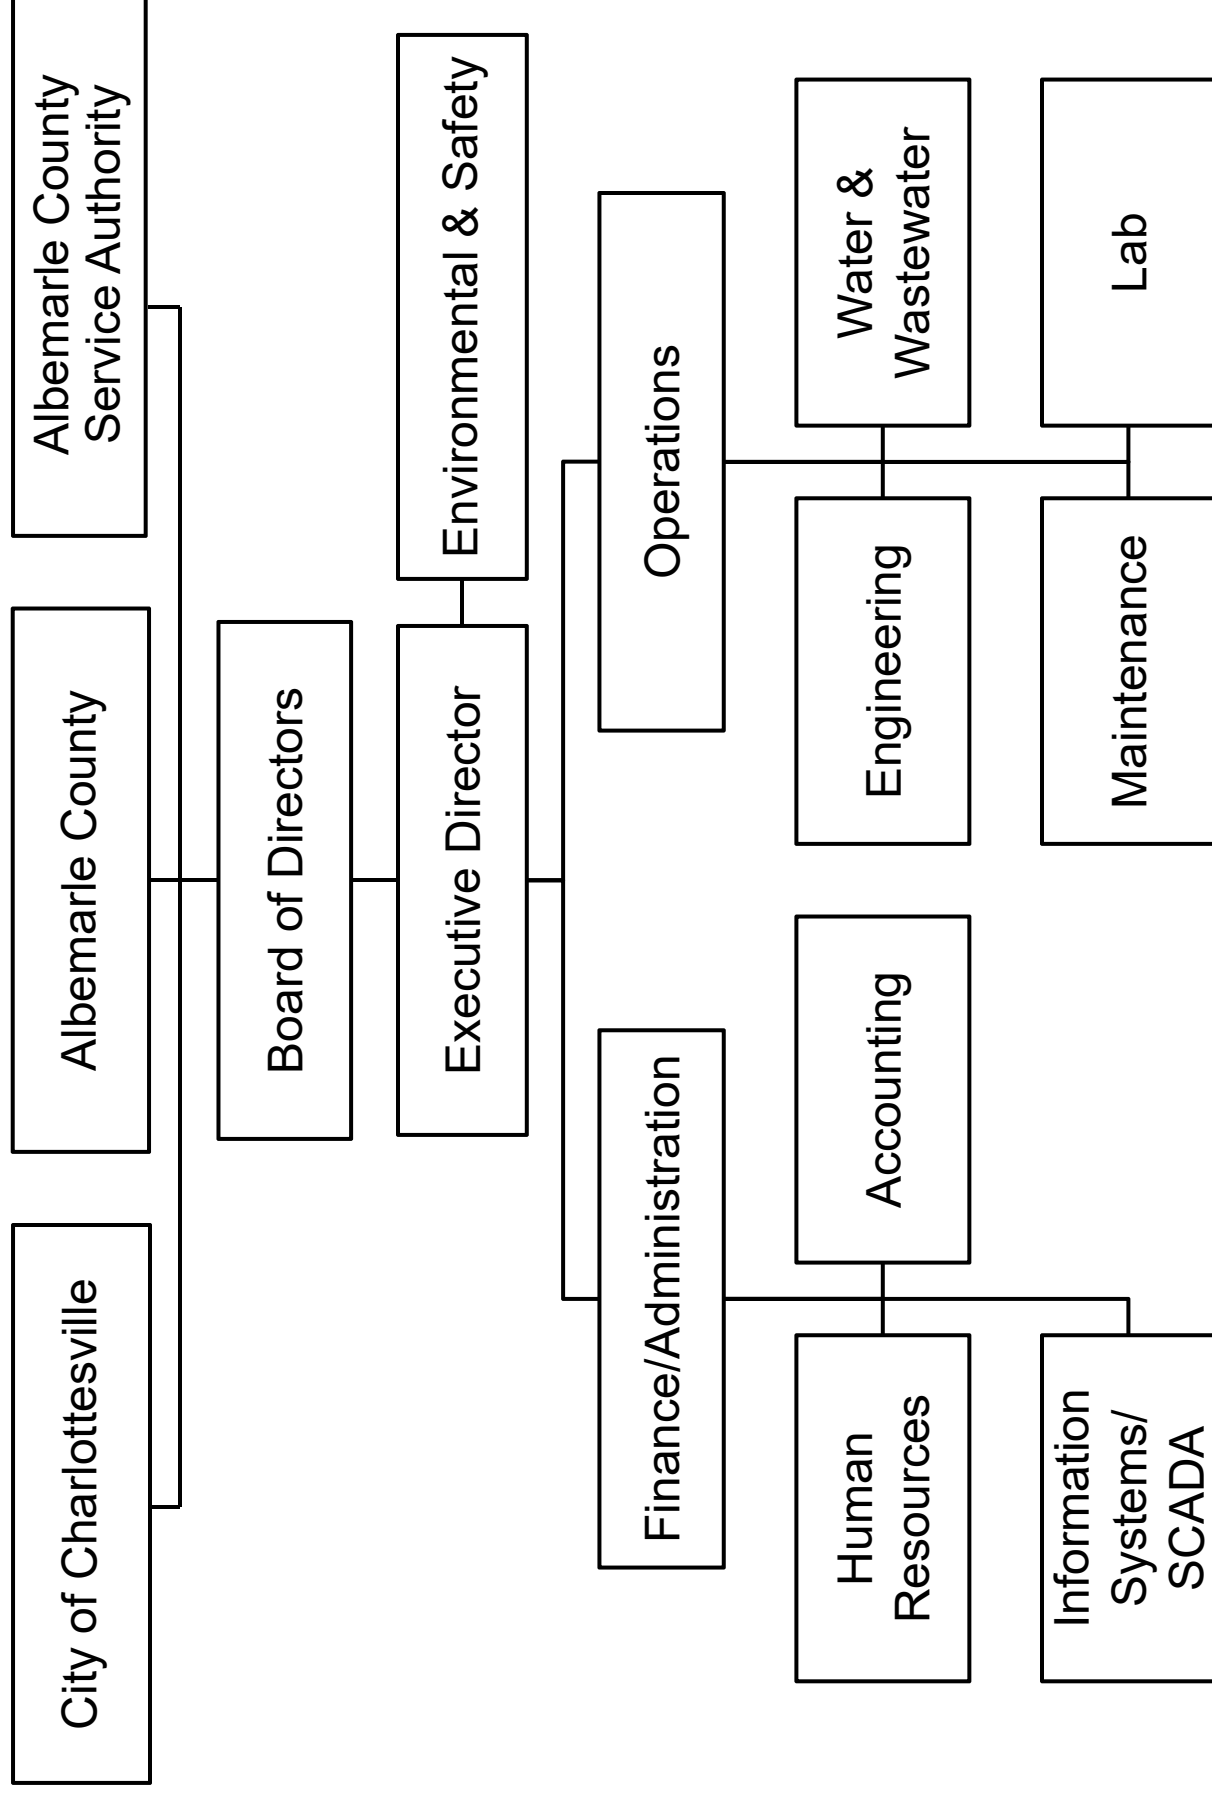 City of Charlottesville
Albemarle County
Albemarle County
Service Authority
Board of Directors
Executive Director
Environmental & Safety
Finance/Administration
Operations
Human
Resources
Accounting
Engineering
Water &
Wastewater
Information
Systems/
SCADA
Maintenance
Lab